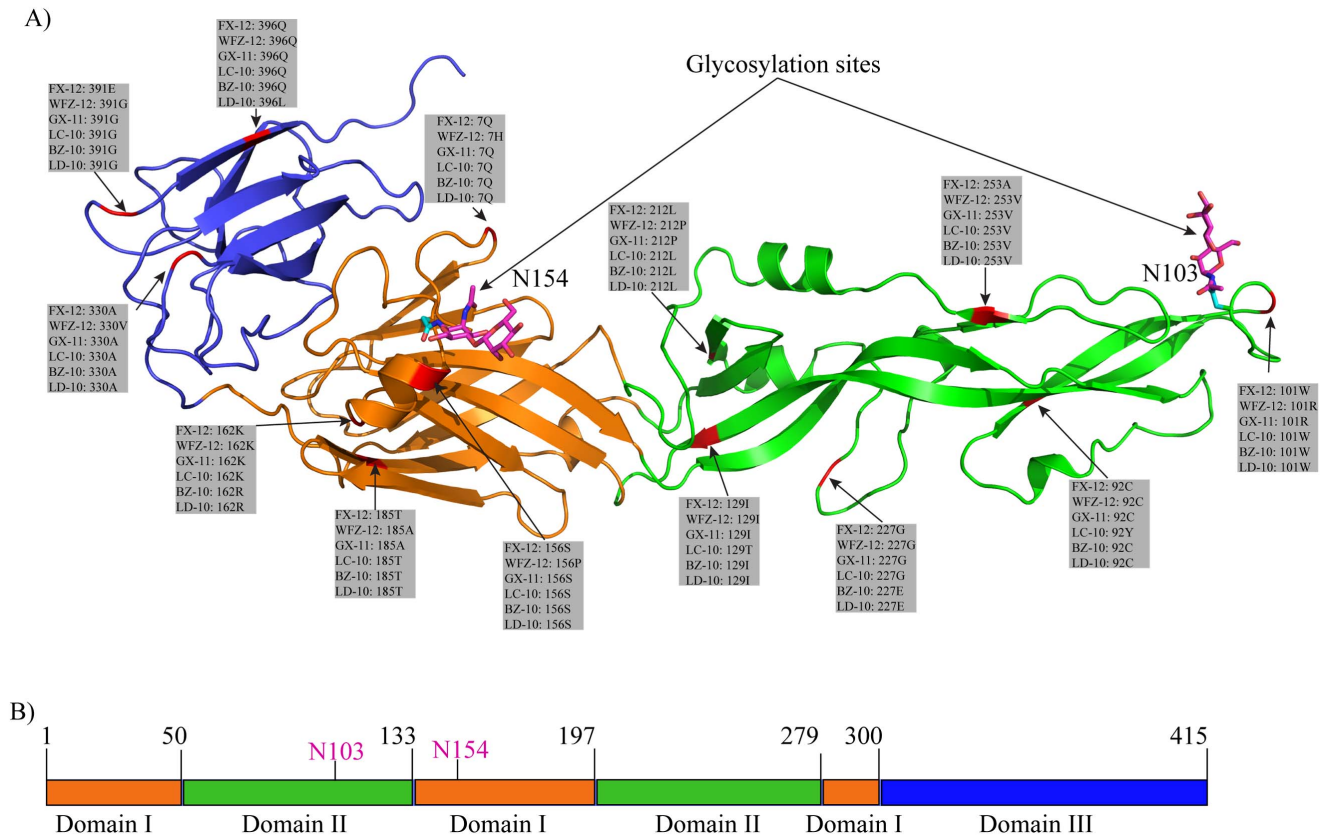 A)
FX-12: 396Q
WFZ-12: 396Q
GX-11: 396Q
LC-10: 396Q
BZ-10: 396Q
LD-10: 396L
Glycosylation sites
FX-12: 391E
WFZ-12: 391G
GX-11: 391G
LC-10: 391G
BZ-10: 391G
LD-10: 391G
FX-12: 7Q
WFZ-12: 7H
GX-11: 7Q
LC-10: 7Q
BZ-10: 7Q
LD-10: 7Q
FX-12: 253A
WFZ-12: 253V
GX-11: 253V
LC-10: 253V
BZ-10: 253V
LD-10: 253V
FX-12: 212L
WFZ-12: 212P
GX-11: 212P
LC-10: 212L
BZ-10: 212L
LD-10: 212L
N154
N103
FX-12: 330A
WFZ-12: 330V
GX-11: 330A
LC-10: 330A
BZ-10: 330A
LD-10: 330A
FX-12: 101W
WFZ-12: 101R
GX-11: 101R
LC-10: 101W
BZ-10: 101W
LD-10: 101W
FX-12: 162K
WFZ-12: 162K
GX-11: 162K
LC-10: 162K
BZ-10: 162R
LD-10: 162R
FX-12: 185T
WFZ-12: 185A
GX-11: 185A
LC-10: 185T
BZ-10: 185T
LD-10: 185T
FX-12: 156S
WFZ-12: 156P
GX-11: 156S
LC-10: 156S
BZ-10: 156S
LD-10: 156S
FX-12: 129I
WFZ-12: 129I
GX-11: 129I
LC-10: 129T
BZ-10: 129I
LD-10: 129I
FX-12: 227G
WFZ-12: 227G
GX-11: 227G
LC-10: 227G
BZ-10: 227E
LD-10: 227E
FX-12: 92C
WFZ-12: 92C
GX-11: 92C
LC-10: 92Y
BZ-10: 92C
LD-10: 92C
B)
1 50 133 197 279 300 415
N103 N154
Domain I Domain II Domain I Domain II Domain I Domain III